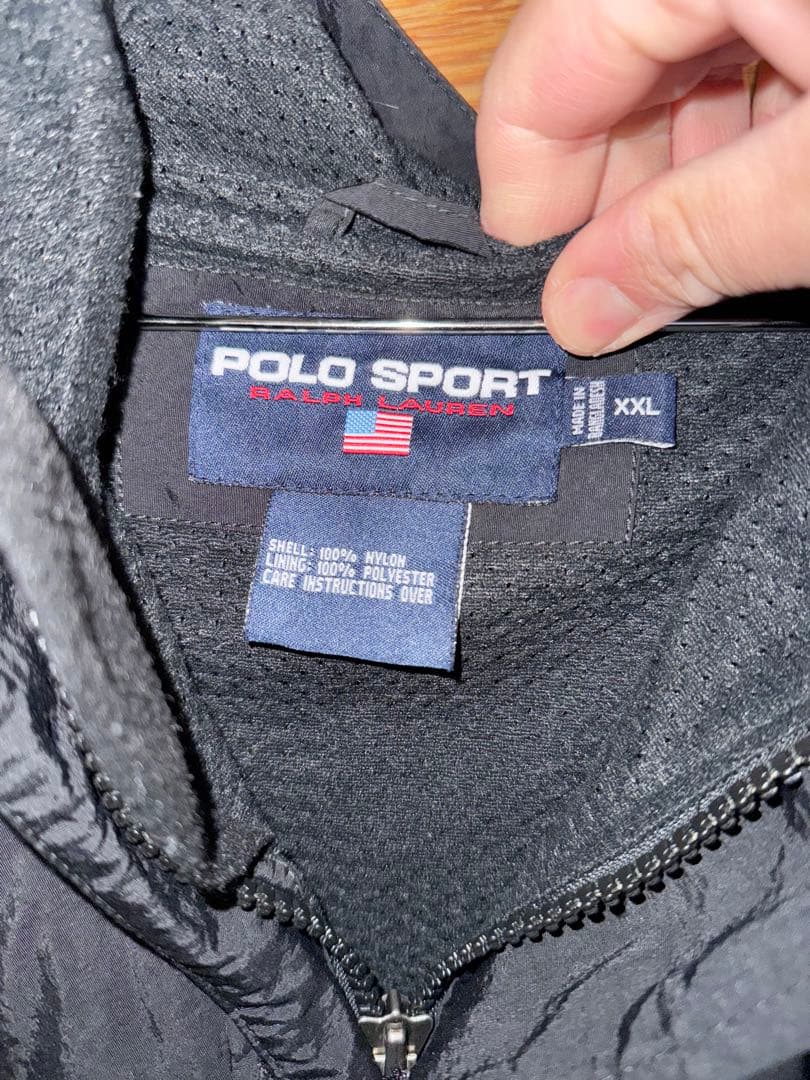 POLO SPORT
RALPH LAUREN
MADE IN
BANGLADESH
XXL
SHELL: 100% NYLON
LINING: 100% POLYESTER
CARE INSTRUCTIONS OVER